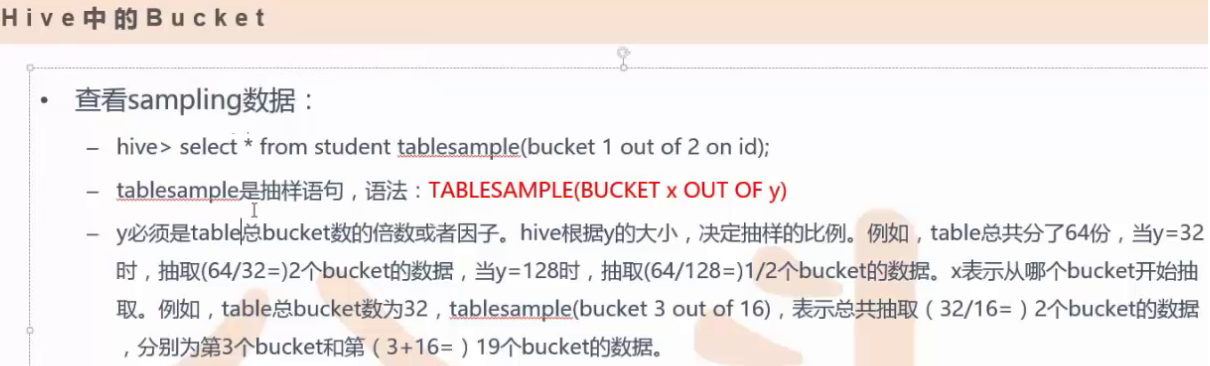 Hive中的Bucket
• 查看sampling数据：
– hive> select * from student tablesample(bucket 1 out of 2 on id);
– tablesample是抽样语句，语法：TABLESAMPLE(BUCKET x OUT OF y)
– y必须是table总bucket数的倍数或者因子。hive根据y的大小，决定抽样的比例。例如，table总共分了64份，当y=32
时，抽取(64/32=)2个bucket的数据，当y=128时，抽取(64/128=)1/2个bucket的数据。x表示从哪个bucket开始抽
取。例如，table总bucket数为32，tablesample(bucket 3 out of 16)，表示总共抽取（32/16=）2个bucket的数据
，分别为第3个bucket和第（3+16=）19个bucket的数据。